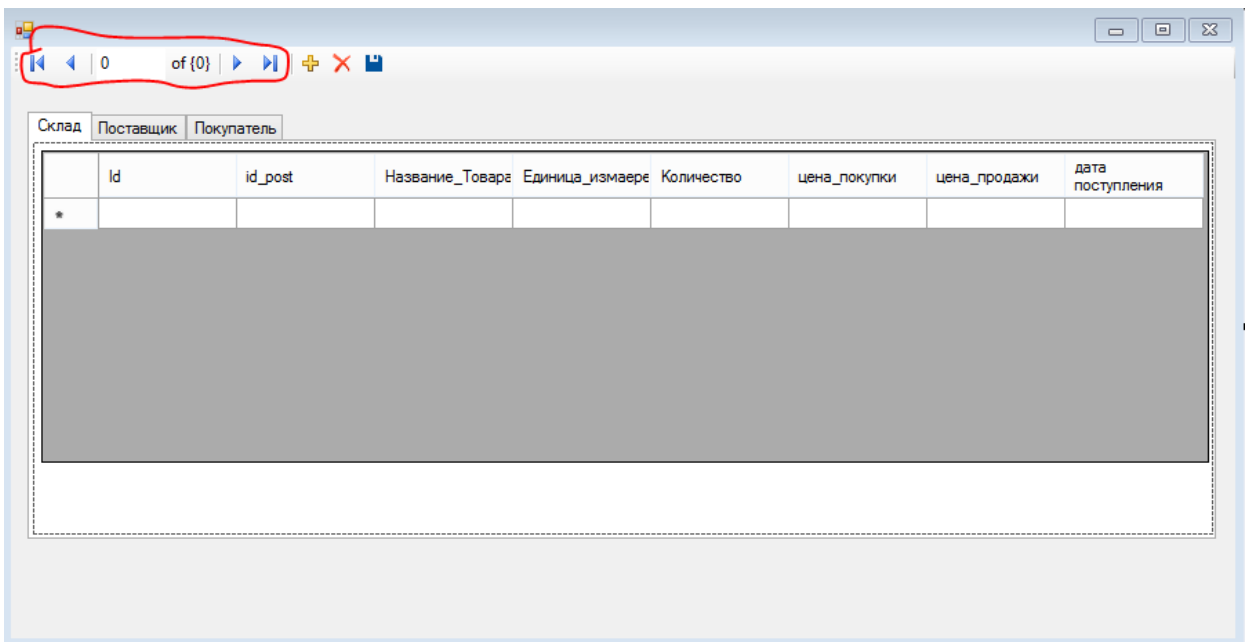 0 of {0}
Склад Поставщик Покупатель
Id id_post Название_Товара Единица_измаере Количество цена_покупки цена_продажи дата
поступления